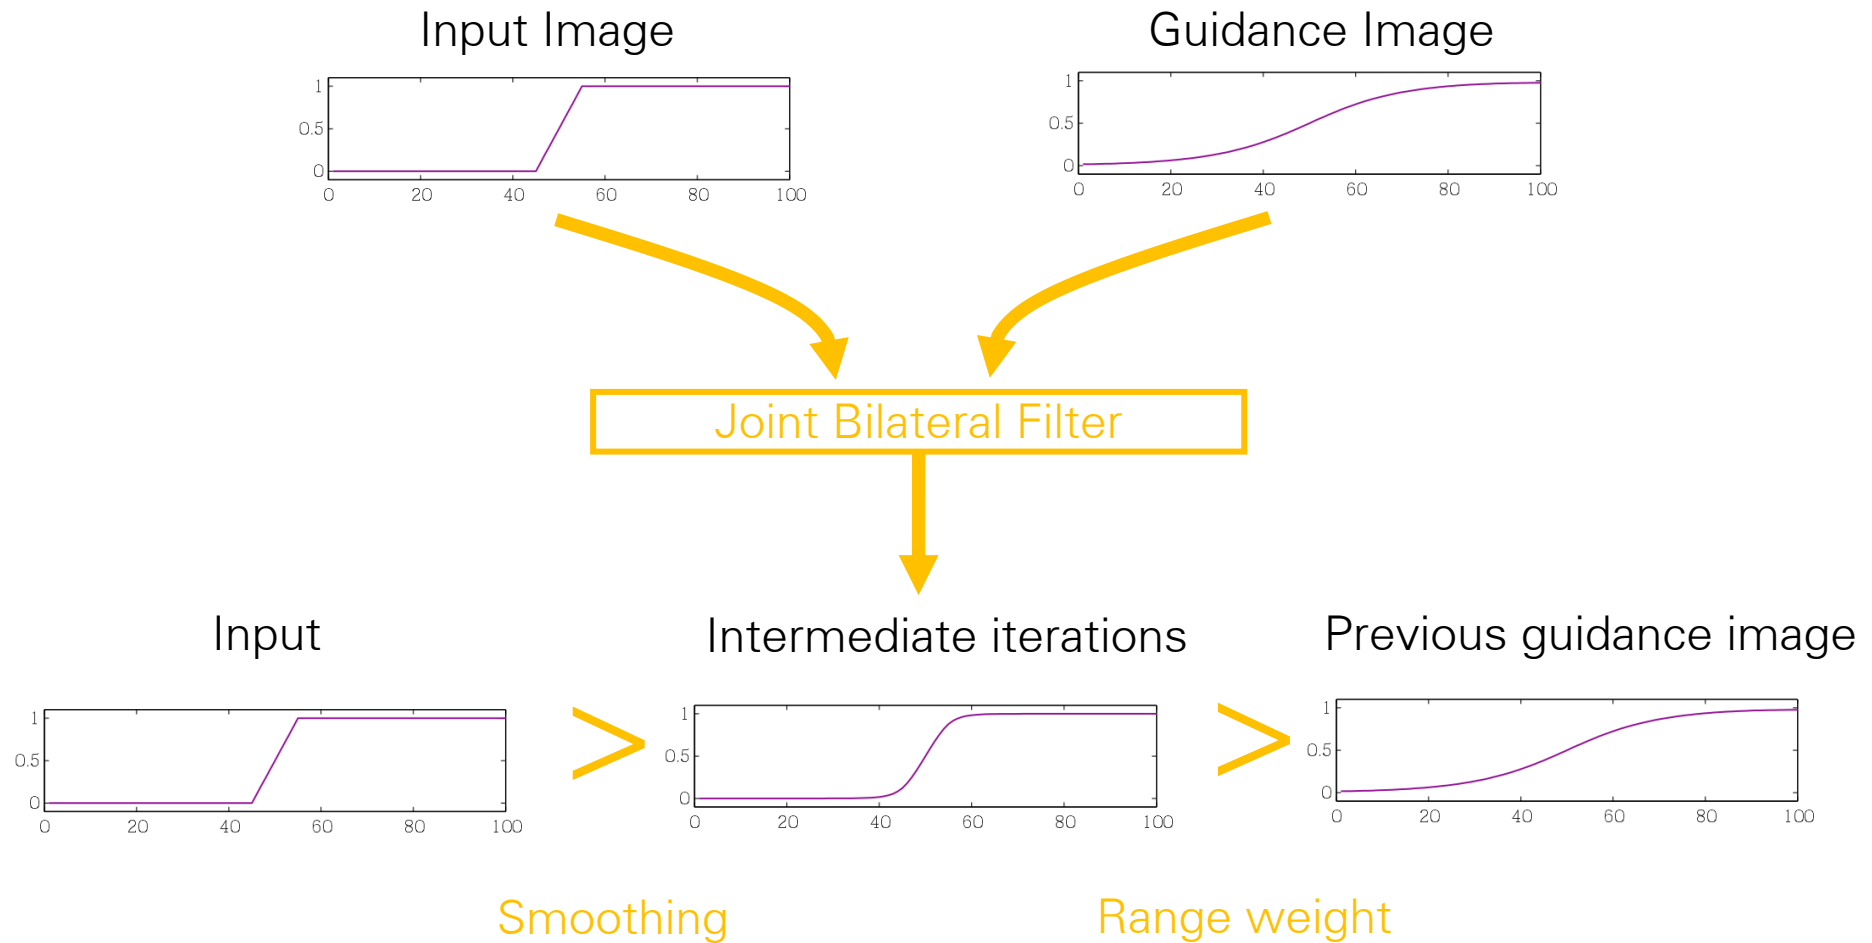 Input Image
Guidance Image
1
0.5
0
0 20 40 60 80 100
1
0.5
0
0 20 40 60 80 100
Joint Bilateral Filter
Input
Intermediate iterations
Previous guidance image
1
0.5
0
0 20 40 60 80 100
>
1
0.5
0
0 20 40 60 80 100
>
1
0.5
0
0 20 40 60 80 100
Smoothing
Range weight